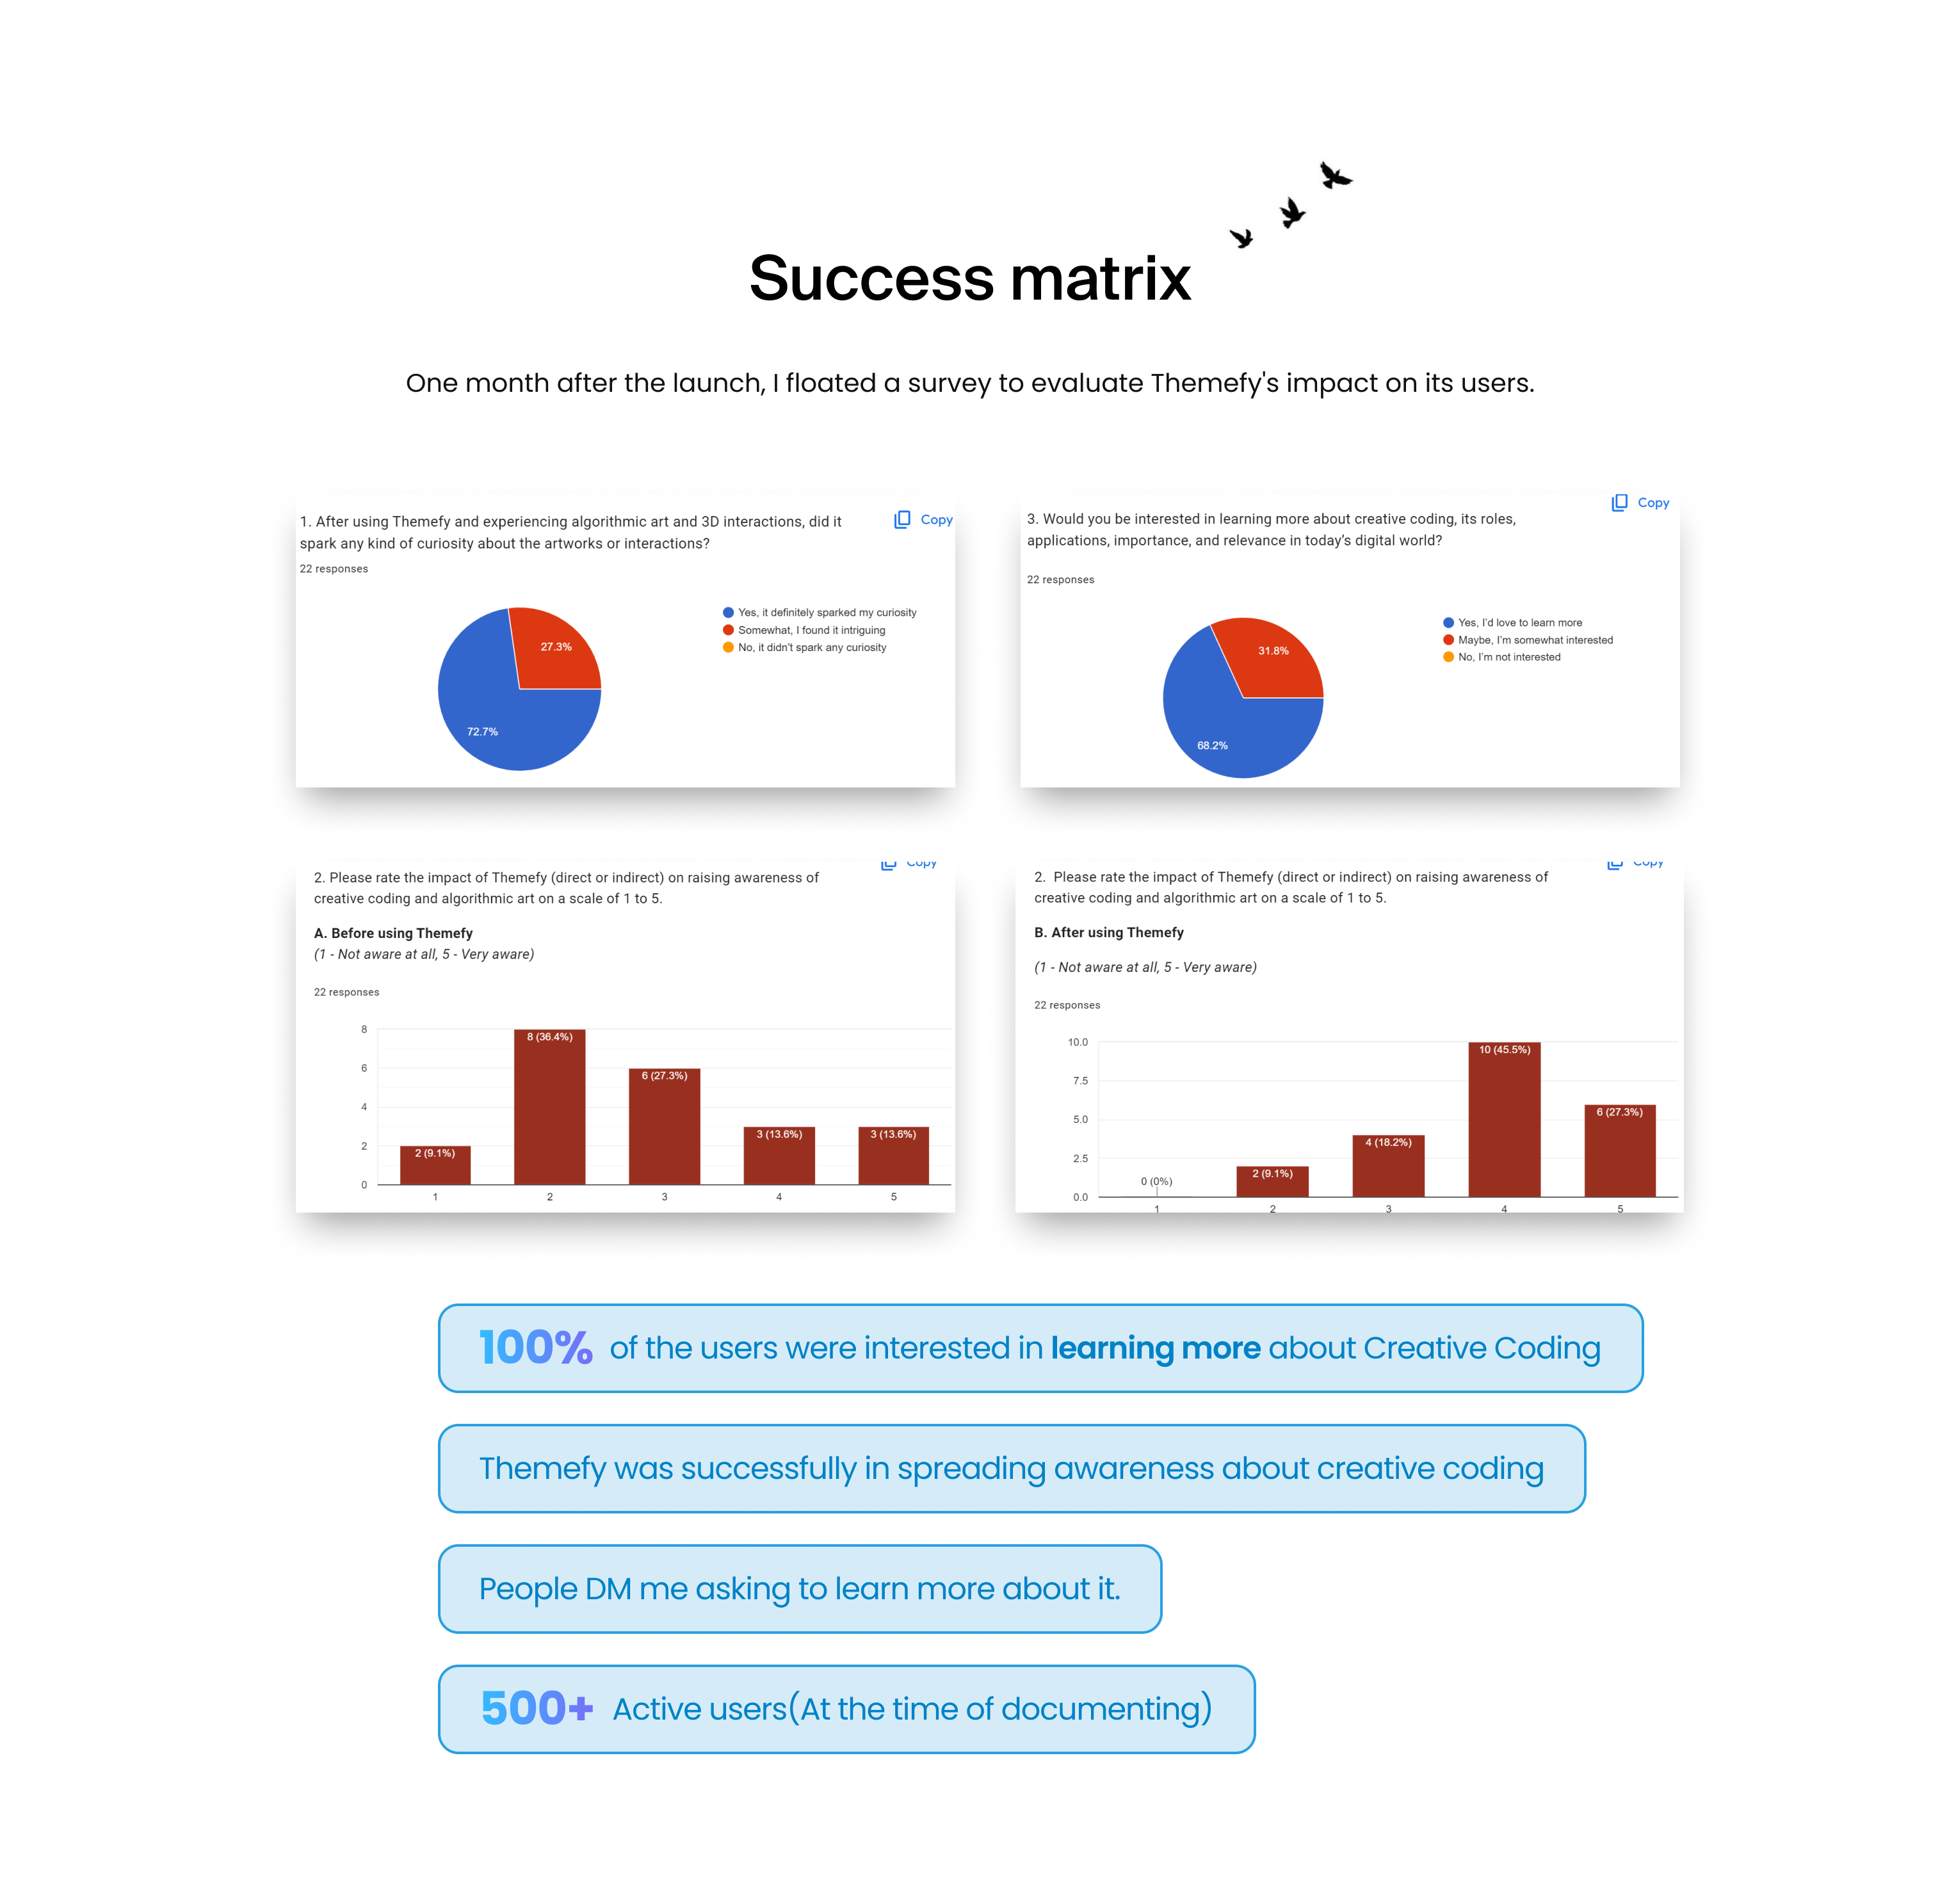 Success matrix
One month after the launch, I floated a survey to evaluate Themefy's impact on its users.
1. After using Themefy and experiencing algorithmic art and 3D interactions, did it
spark any kind of curiosity about the artworks or interactions?
Copy
22 responses
27.3%
72.7%
Yes, it definitely sparked my curiosity
Somewhat, I found it intriguing
No, it didn't spark any curiosity
3. Would you be interested in learning more about creative coding, its roles,
applications, importance, and relevance in today's digital world?
Copy
22 responses
31.8%
68.2%
Yes, I'd love to learn more
Maybe, I'm somewhat interested
No, I'm not interested
Copy
2. Please rate the impact of Themefy (direct or indirect) on raising awareness of
creative coding and algorithmic art on a scale of 1 to 5.
A. Before using Themefy
(1 - Not aware at all, 5 - Very aware)
22 responses
8
6
4
2
0
2 (9.1%)
8 (36.4%)
6 (27.3%)
3 (13.6%)
3 (13.6%)
1
2
3
4
5
Copy
2. Please rate the impact of Themefy (direct or indirect) on raising awareness of
creative coding and algorithmic art on a scale of 1 to 5.
B. After using Themefy
(1 - Not aware at all, 5 - Very aware)
22 responses
10.0
7.5
5.0
2.5
0.0
0 (0%)
2 (9.1%)
4 (18.2%)
10 (45.5%)
6 (27.3%)
1
2
3
4
5
100% of the users were interested in learning more about Creative Coding
Themefy was successfully in spreading awareness about creative coding
People DM me asking to learn more about it.
500+ Active users(At the time of documenting)